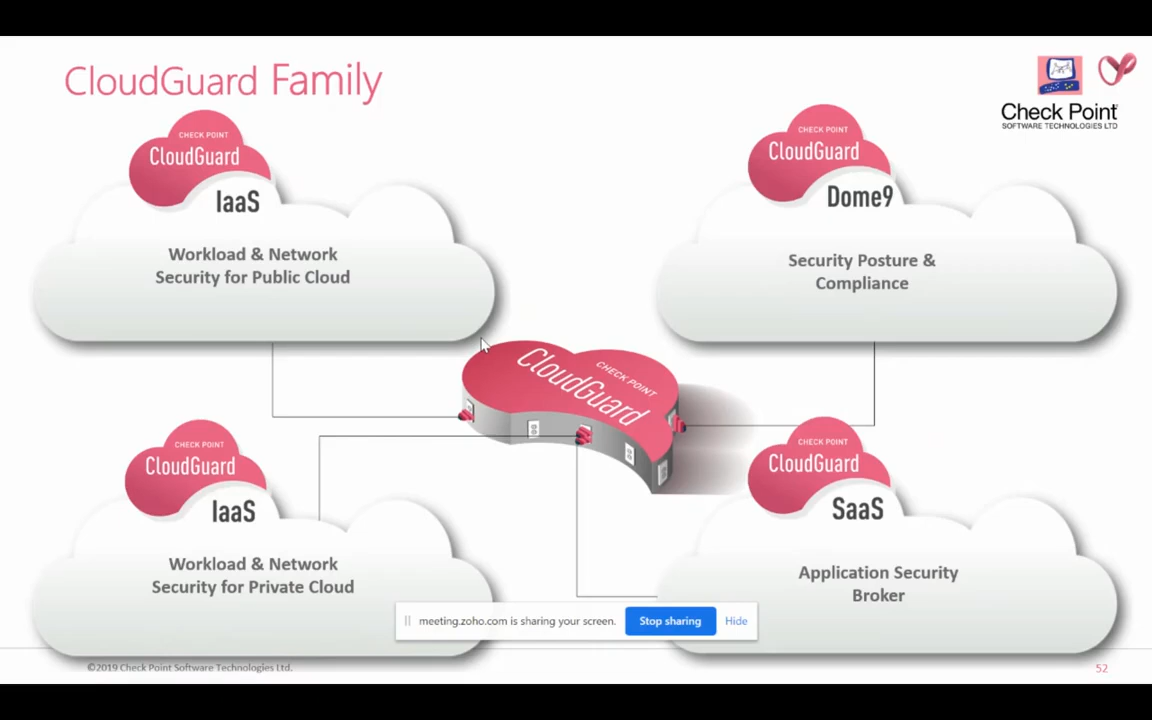 CloudGuard Family
Check Point
SOFTWARE TECHNOLOGIES LTD
CHECK POINT
CloudGuard
IaaS
Workload & Network
Security for Public Cloud
CHECK POINT
CloudGuard
Dome9
Security Posture &
Compliance
CHECK POINT
CloudGuard
CHECK POINT
CloudGuard
IaaS
Workload & Network
Security for Private Cloud
CHECK POINT
CloudGuard
SaaS
Application Security
Broker
meeting.zoho.com is sharing your screen.
Stop sharing
Hide
©2019 Check Point Software Technologies Ltd.
52